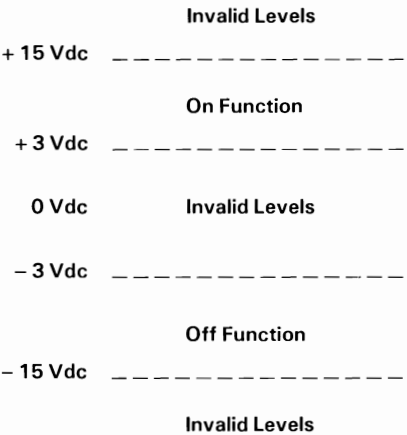 Invalid Levels
+ 15 Vdc
On Function
+ 3 Vdc
0 Vdc Invalid Levels
– 3 Vdc
Off Function
– 15 Vdc
Invalid Levels